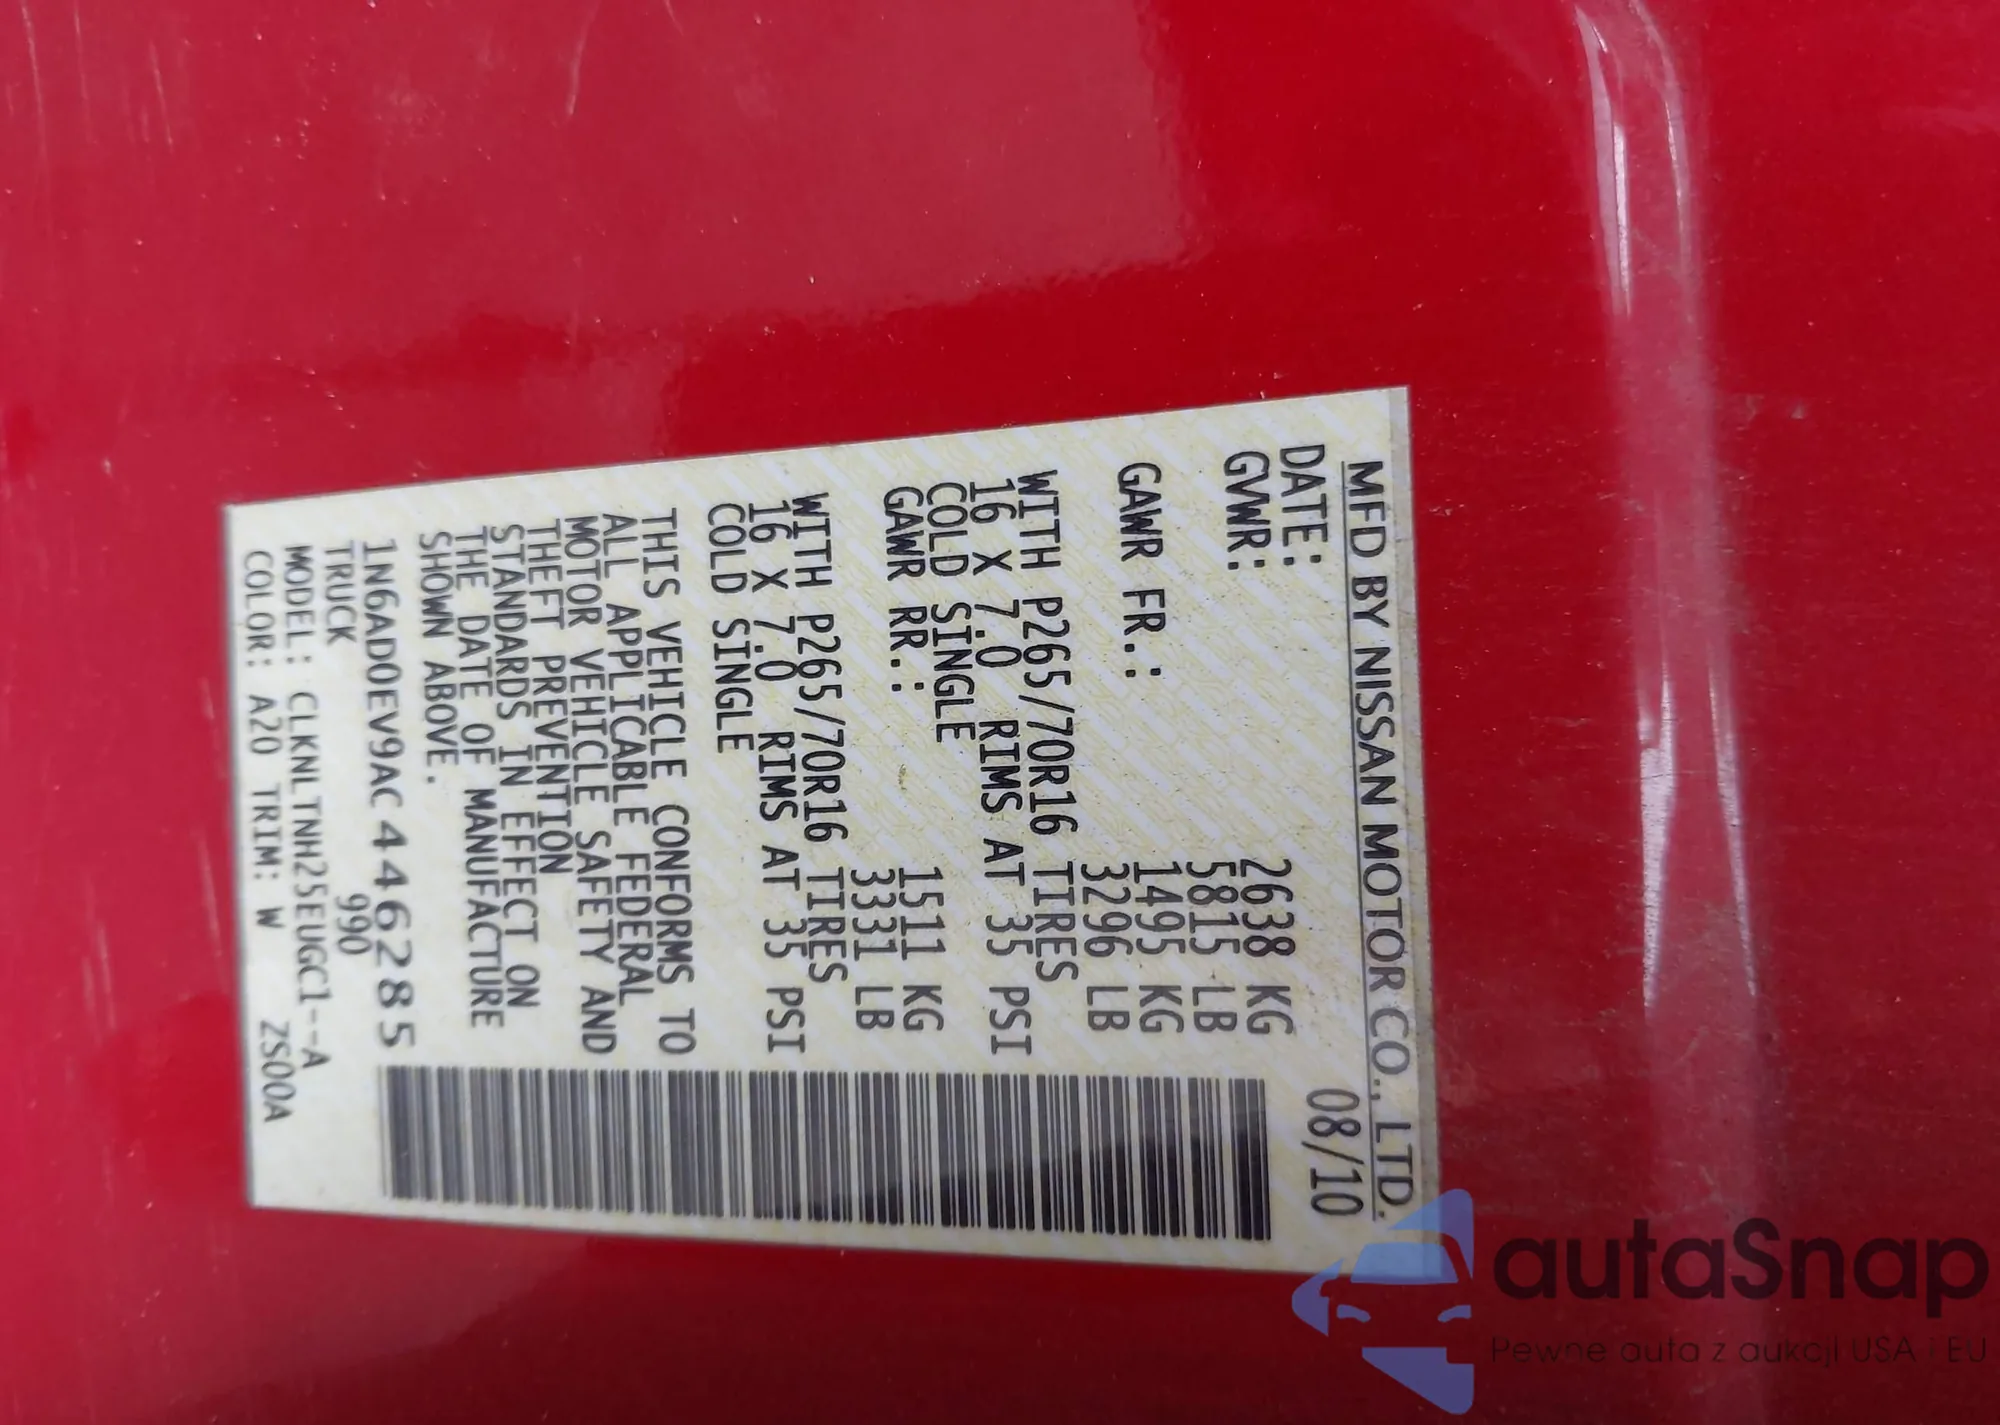 MFD BY NISSAN MOTOR CO., LTD.
DATE: 08/10
GVWR: 2638 KG
5815 LB
GAWR FR.: 1495 KG
3296 LB
WITH P265/70R16 TIRES
16 X 7.0 RIMS AT 35 PSI
COLD SINGLE
GAWR RR.: 1511 KG
3331 LB
WITH P265/70R16 TIRES
16 X 7.0 RIMS AT 35 PSI
COLD SINGLE
THIS VEHICLE CONFORMS TO
ALL APPLICABLE FEDERAL
MOTOR VEHICLE SAFETY AND
THEFT PREVENTION
STANDARDS IN EFFECT ON
THE DATE OF MANUFACTURE
SHOWN ABOVE.
1N6AD0EV9AC446285
TRUCK 990
MODEL: CLKNLTNH25EUGC1--A
COLOR: A20 TRIM: W ZS00A
autaSnap
Pewne auta z aukcji USA i EU